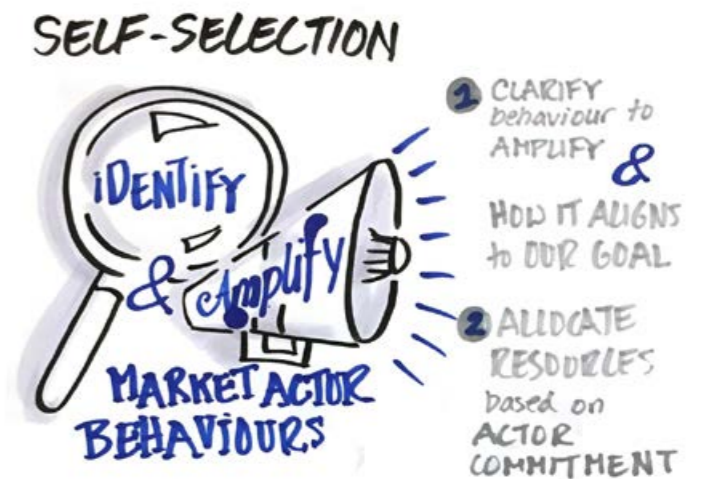 SELF-SELECTION
iDENTiFY
& Amplify
MARKET ACTOR
BEHAViOURS
1 CLARIFY
behaviour to
AMPLIFY &
HOW IT ALIGNS
to OUR GOAL
2 ALLOCATE
RESOURCES
based on
ACTOR
COMMITMENT